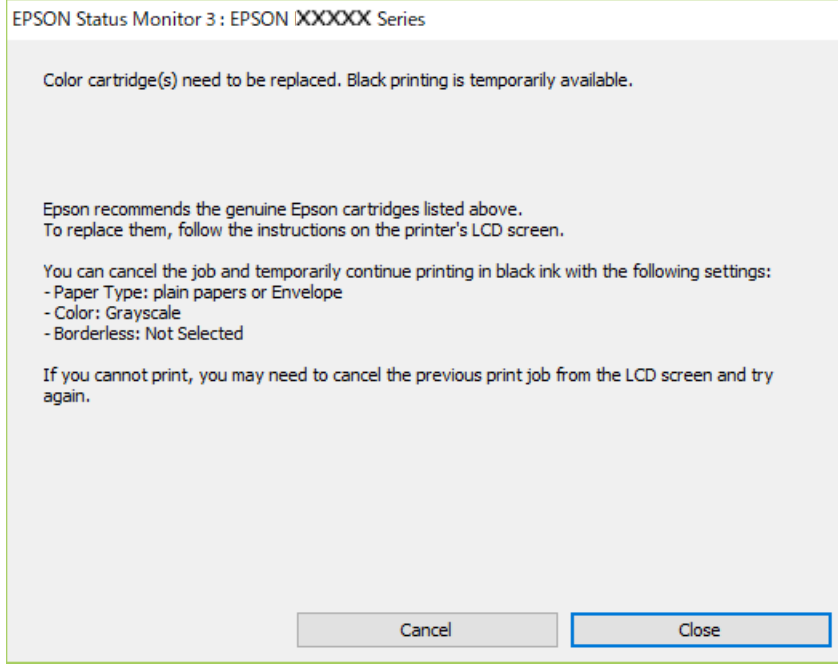 EPSON Status Monitor 3 : EPSON XXXXX Series
Color cartridge(s) need to be replaced. Black printing is temporarily available.
Epson recommends the genuine Epson cartridges listed above.
To replace them, follow the instructions on the printer's LCD screen.
You can cancel the job and temporarily continue printing in black ink with the following settings:
- Paper Type: plain papers or Envelope
- Color: Grayscale
- Borderless: Not Selected
If you cannot print, you may need to cancel the previous print job from the LCD screen and try
again.
Cancel Close